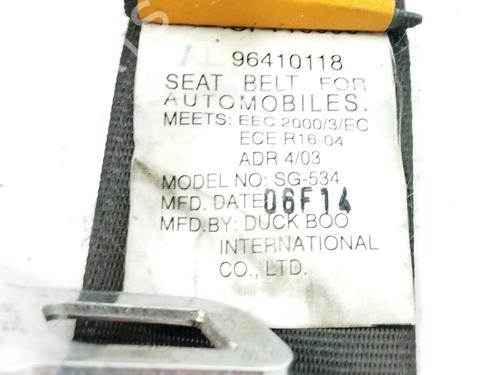 96410118
SEAT BELT FOR
AUTOMOBILES.
MEETS: EEC 2000/3/EC
ECE R16-04
ADR 4/03
MODEL NO: SG-534
MFD. DATE 06F14
MFD.BY: DUCK BOO
INTERNATIONAL
CO., LTD.